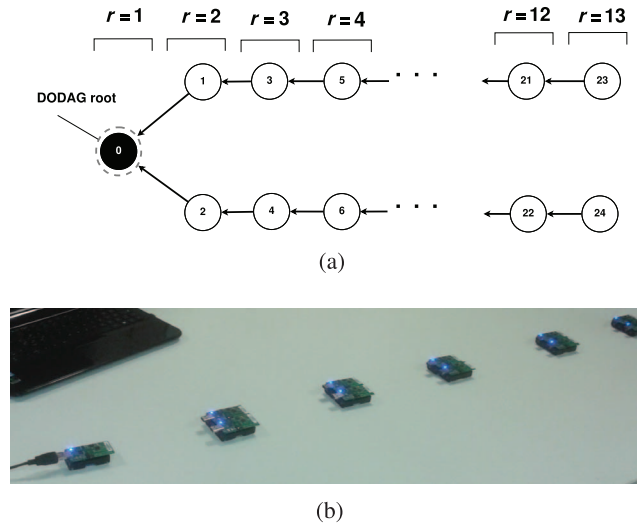 r = 1 r = 2 r = 3 r = 4 r = 12 r = 13
DODAG root
1 3 5 . . . 21 23
0
2 4 6 . . . 22 24
(a)
(b)